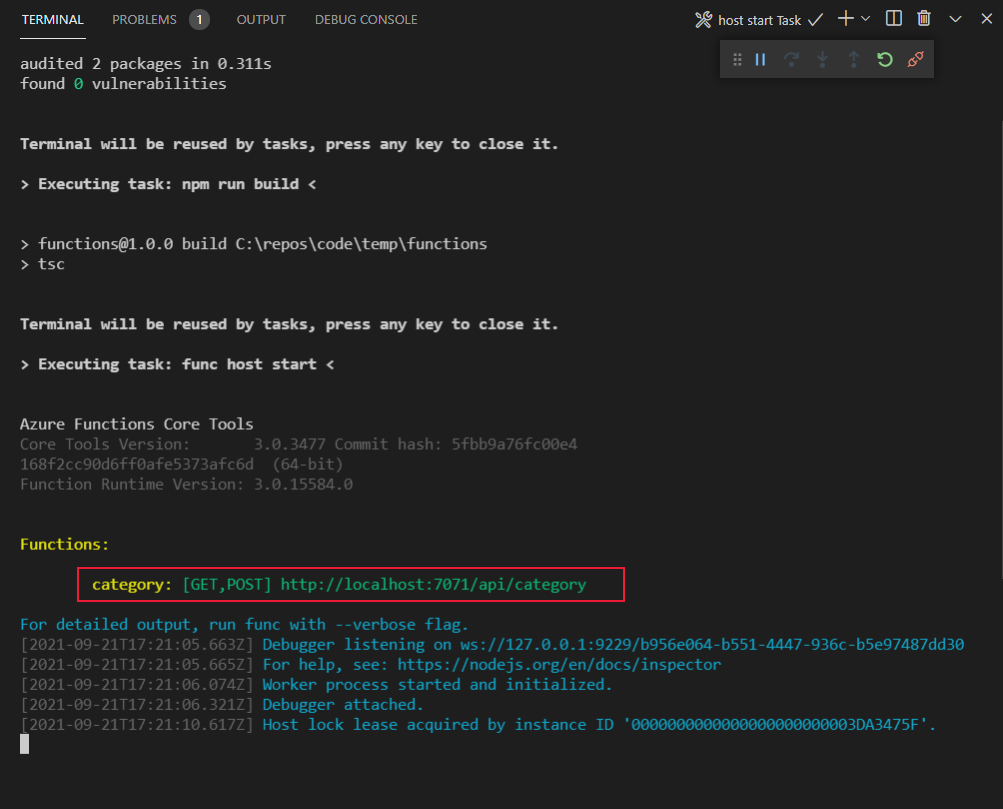 TERMINAL PROBLEMS 1 OUTPUT DEBUG CONSOLE host start Task
audited 2 packages in 0.311s
found 0 vulnerabilities
Terminal will be reused by tasks, press any key to close it.
> Executing task: npm run build <
> functions@1.0.0 build C:\repos\code\temp\functions
> tsc
Terminal will be reused by tasks, press any key to close it.
> Executing task: func host start <
Azure Functions Core Tools
Core Tools Version:       3.0.3477 Commit hash: 5fbb9a76fc00e4
168f2cc90d6ff0afe5373afc6d  (64-bit)
Function Runtime Version: 3.0.15584.0
Functions:
category: [GET,POST] http://localhost:7071/api/category
For detailed output, run func with --verbose flag.
[2021-09-21T17:21:05.663Z] Debugger listening on ws://127.0.0.1:9229/b956e064-b551-4447-936c-b5e97487dd30
[2021-09-21T17:21:05.665Z] For help, see: https://nodejs.org/en/docs/inspector
[2021-09-21T17:21:06.074Z] Worker process started and initialized.
[2021-09-21T17:21:06.321Z] Debugger attached.
[2021-09-21T17:21:10.617Z] Host lock lease acquired by instance ID '0000000000000000000000003DA3475F'.